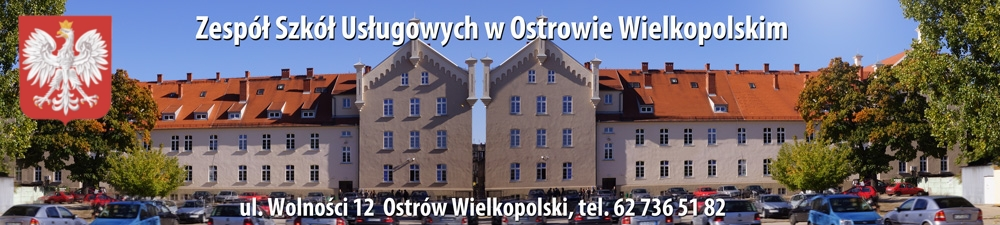 Zespół Szkół Usługowych w Ostrowie Wielkopolskim
ul. Wolności 12 Ostrów Wielkopolski, tel. 62 736 51 82